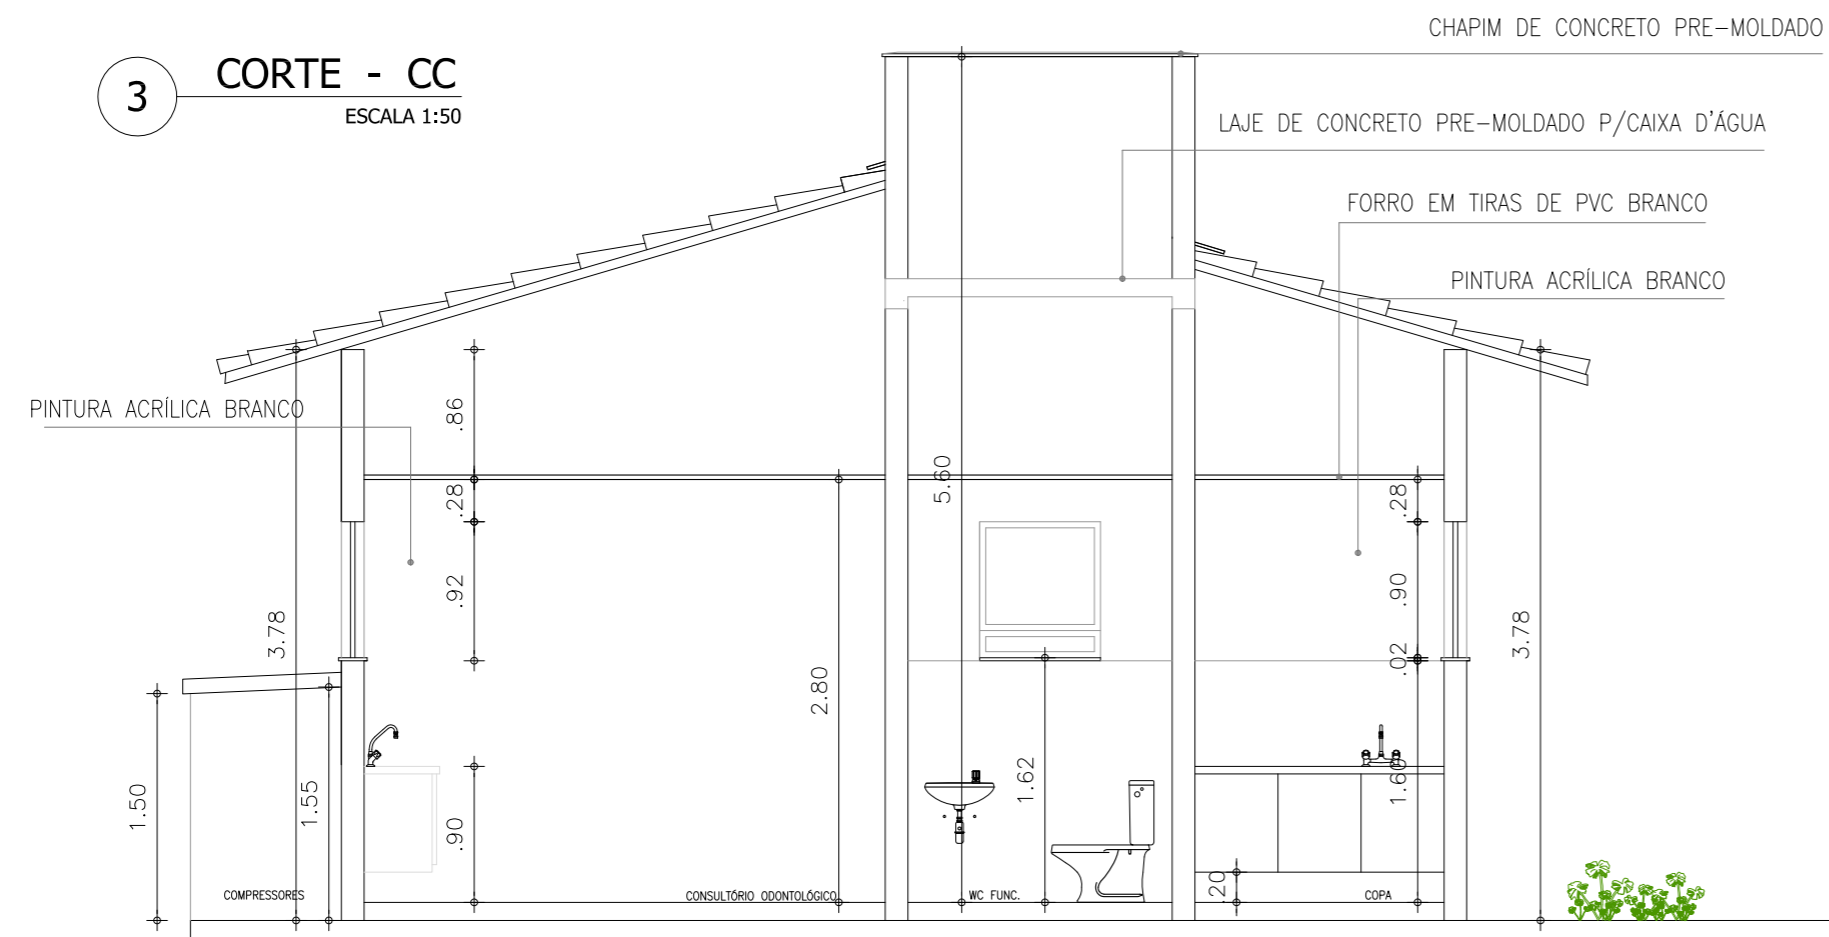 CHAPIM DE CONCRETO PRE-MOLDADO
3
CORTE - CC
ESCALA 1:50
LAJE DE CONCRETO PRE-MOLDADO P/CAIXA D'ÁGUA
FORRO EM TIRAS DE PVC BRANCO
PINTURA ACRÍLICA BRANCO
PINTURA ACRÍLICA BRANCO
.86
5.60
.28
.28
.92
.90
3.78
3.78
.02
2.80
1.50
1.55
1.62
1.60
.90
.20
COMPRESSORES
CONSULTÓRIO ODONTOLÓGICO
WC FUNC.
COPA